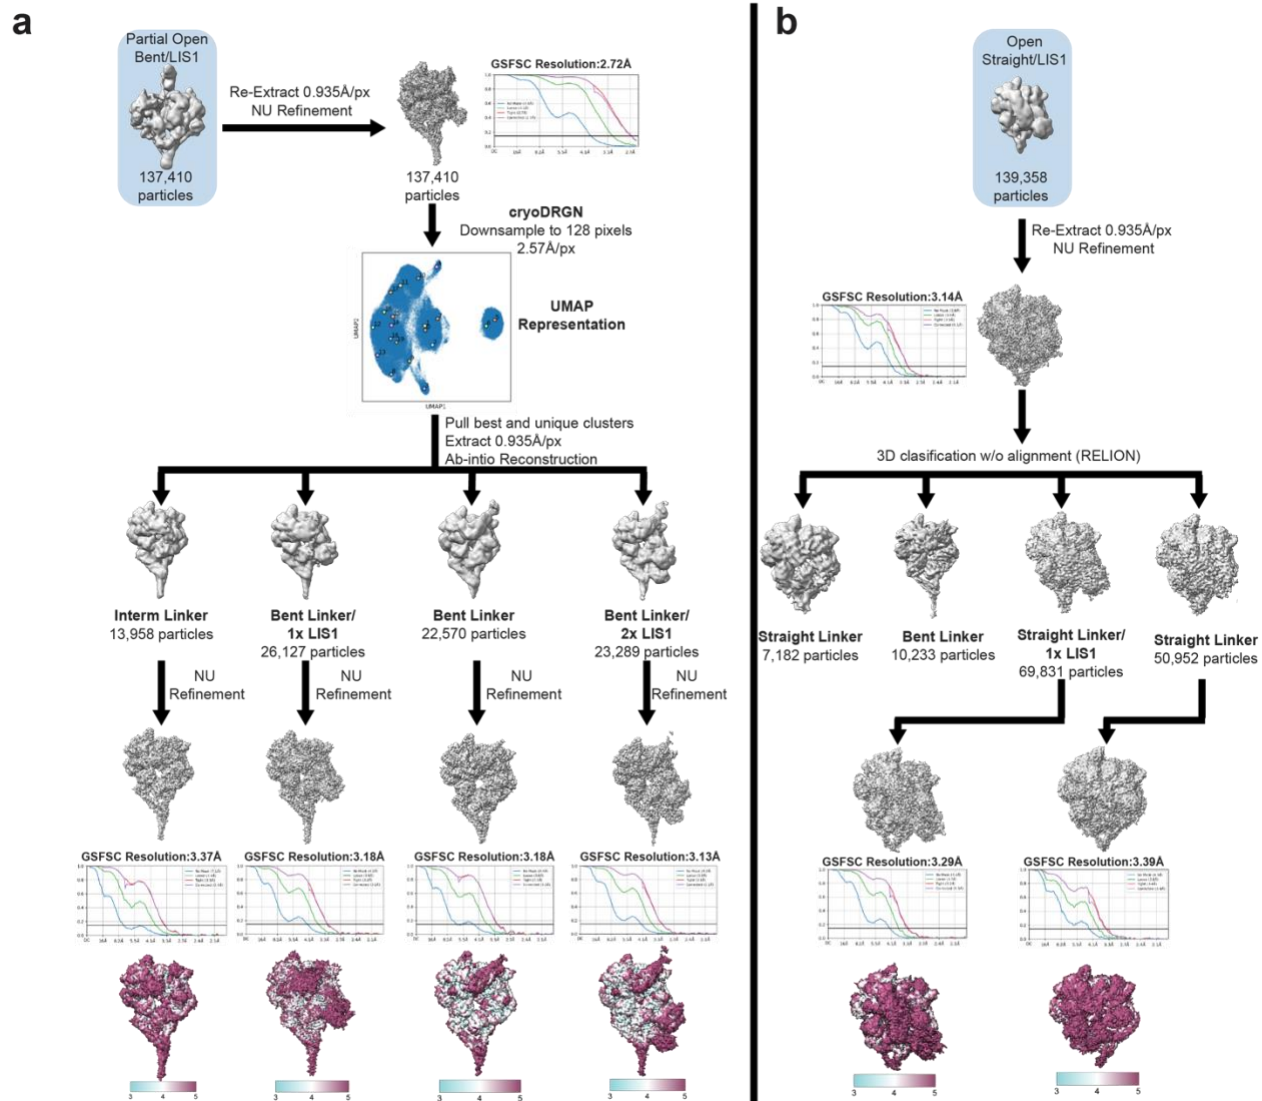 a
Partial Open
Bent/LIS1
137,410
particles
Re-Extract 0.935Å/px
NU Refinement
137,410
particles
GSFSC Resolution:2.72Å
cryoDRGN
Downsample to 128 pixels
2.57Å/px
UMAP
Representation
UMAP2
UMAP1
Pull best and unique clusters
Extract 0.935Å/px
Ab-intio Reconstruction
Interm Linker
13,958 particles
Bent Linker/
1x LIS1
26,127 particles
Bent Linker
22,570 particles
Bent Linker/
2x LIS1
23,289 particles
NU
Refinement
NU
Refinement
NU
Refinement
NU
Refinement
GSFSC Resolution:3.37Å
GSFSC Resolution:3.18Å
GSFSC Resolution:3.18Å
GSFSC Resolution:3.13Å
3 4 5
3 4 5
3 4 5
3 4 5
b
Open
Straight/LIS1
139,358
particles
Re-Extract 0.935Å/px
NU Refinement
GSFSC Resolution:3.14Å
3D clasification w/o alignment (RELION)
Straight Linker
7,182 particles
Bent Linker
10,233 particles
Straight Linker/
1x LIS1
69,831 particles
Straight Linker
50,952 particles
GSFSC Resolution:3.29Å
GSFSC Resolution:3.39Å
3 4 5
3 4 5